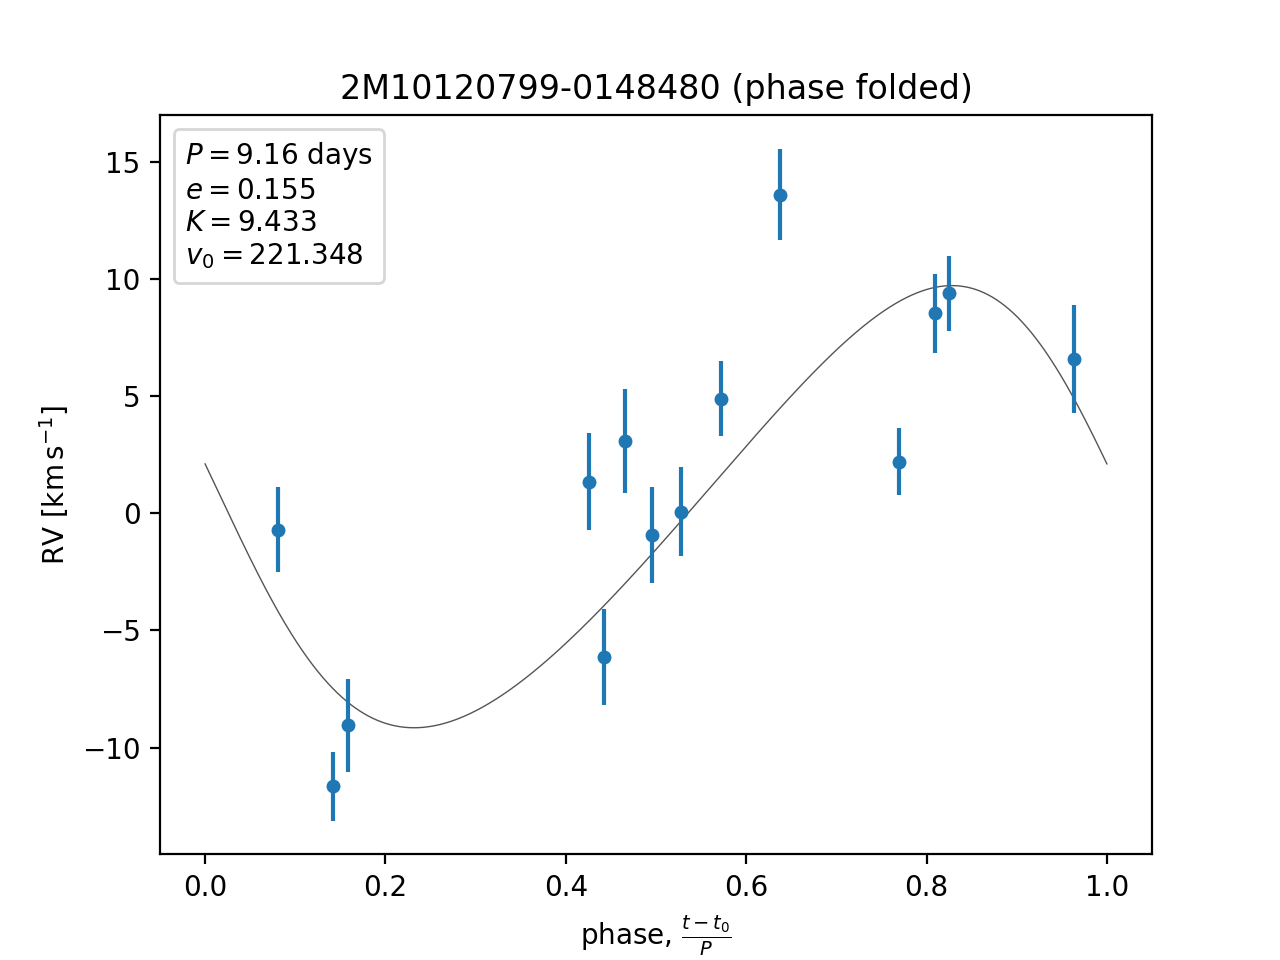 2M10120799-0148480 (phase folded)
P = 9.16 days
e = 0.155
K = 9.433
v₀ = 221.348
15
10
5
0
−5
−10
RV [km s⁻¹]
0.0 0.2 0.4 0.6 0.8 1.0
phase, (t − t₀)/P